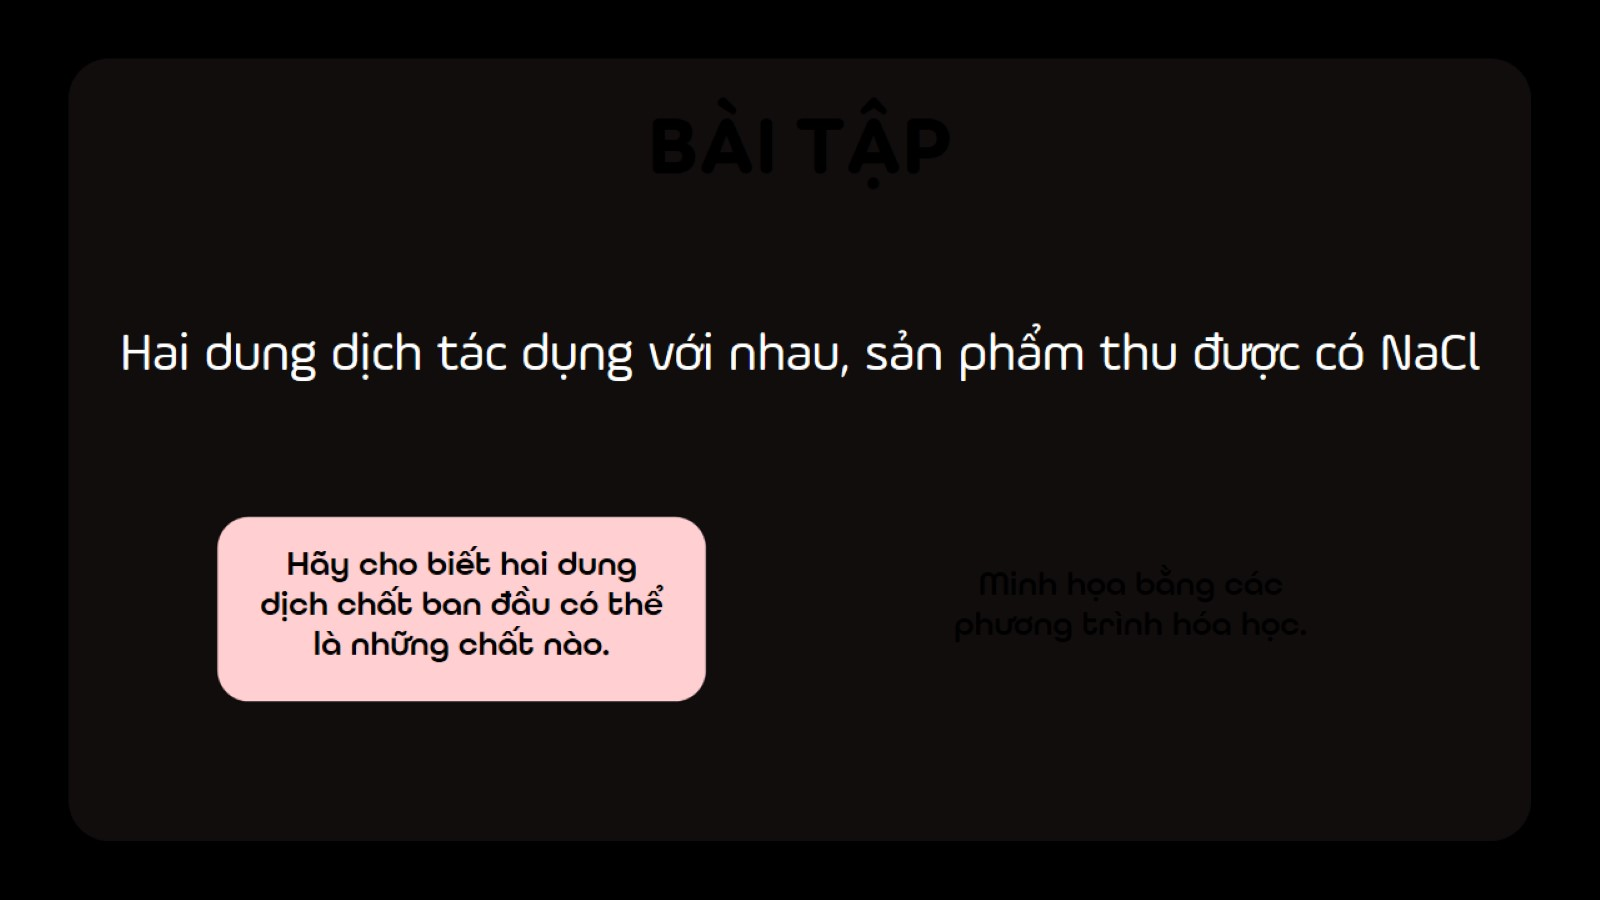 BÀI TẬP
Hai dung dịch tác dụng với nhau, sản phẩm thu được có NaCl
Hãy cho biết hai dung
dịch chất ban đầu có thể
là những chất nào.
Minh họa bằng các
phương trình hóa học.